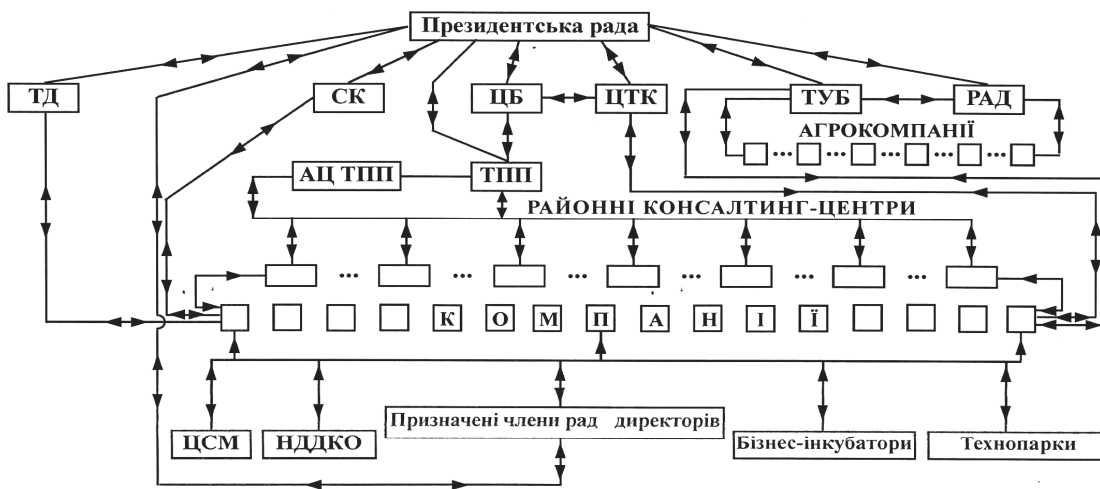 Президентська рада
ТД
СК
ЦБ
ЦТК
ТУБ
РАД
АГРОКОМПАНІЇ
АЦ ТПП
ТПП
РАЙОННІ КОНСАЛТИНГ-ЦЕНТРИ
К О М П А Н І Ї
ЦСМ
НДДКО
Призначені члени рад директорів
Бізнес-інкубатори
Технопарки